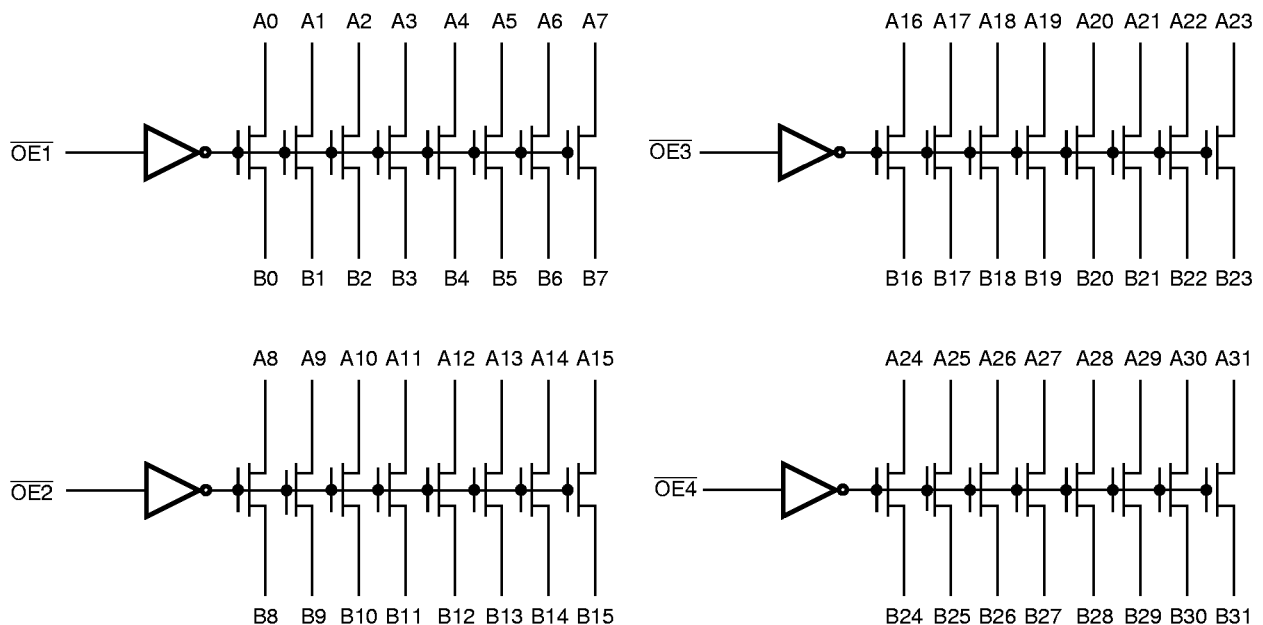 A0 A1 A2 A3 A4 A5 A6 A7
OE1
B0 B1 B2 B3 B4 B5 B6 B7
A16 A17 A18 A19 A20 A21 A22 A23
OE3
B16 B17 B18 B19 B20 B21 B22 B23
A8 A9 A10 A11 A12 A13 A14 A15
OE2
B8 B9 B10 B11 B12 B13 B14 B15
A24 A25 A26 A27 A28 A29 A30 A31
OE4
B24 B25 B26 B27 B28 B29 B30 B31